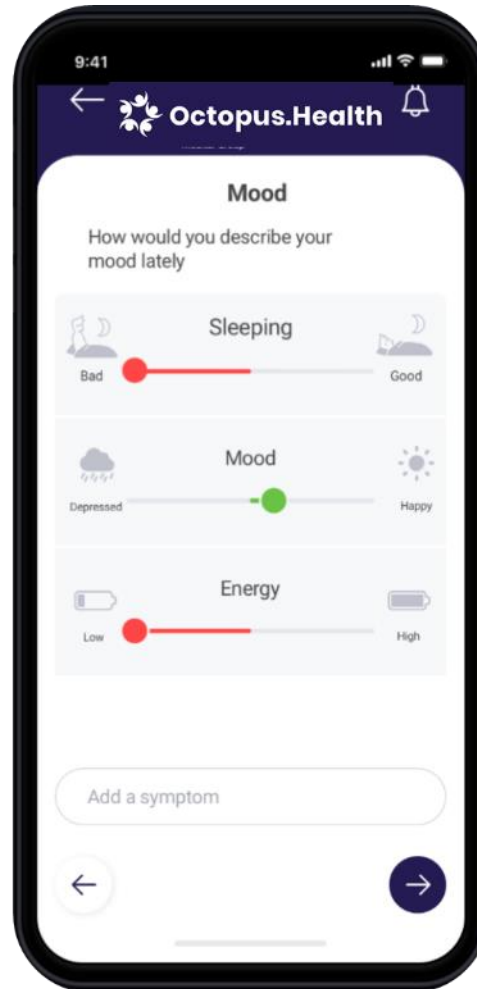 9:41
Octopus.Health
Mood
How would you describe your
mood lately
Sleeping
Bad
Good
Mood
Depressed
Happy
Energy
Low
High
Add a symptom